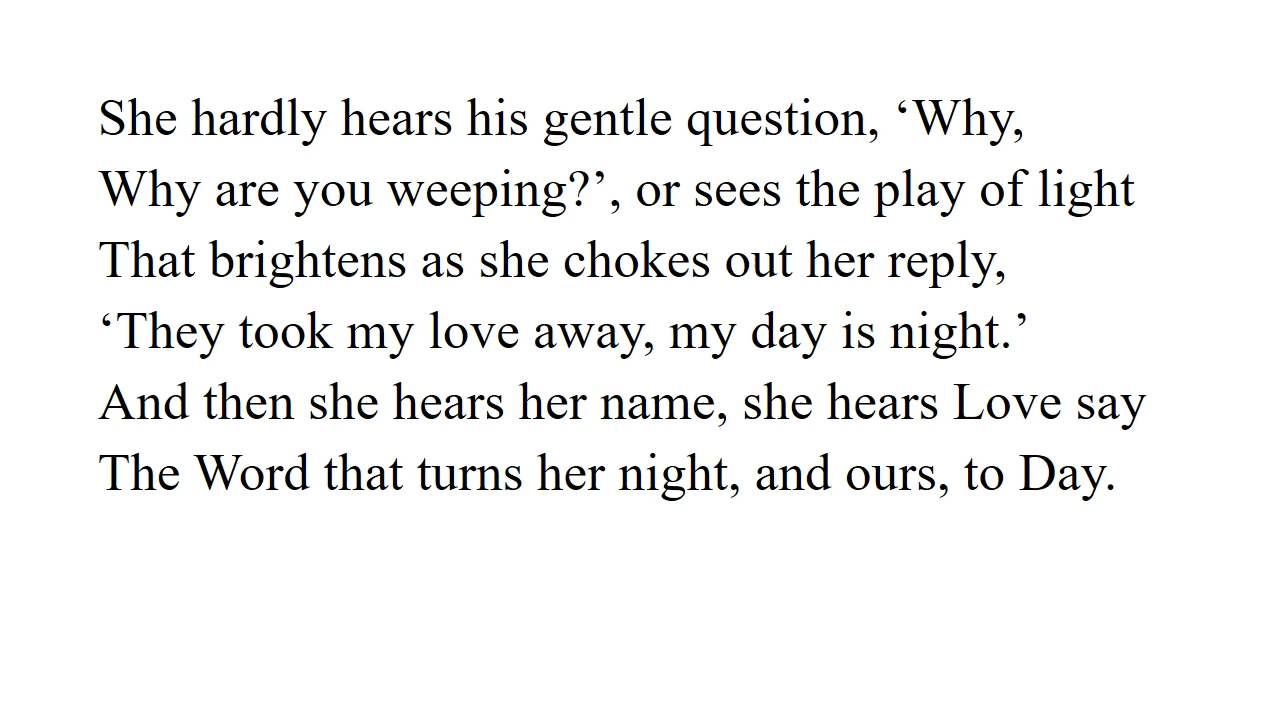 She hardly hears his gentle question, ‘Why,
Why are you weeping?’, or sees the play of light
That brightens as she chokes out her reply,
‘They took my love away, my day is night.’
And then she hears her name, she hears Love say
The Word that turns her night, and ours, to Day.